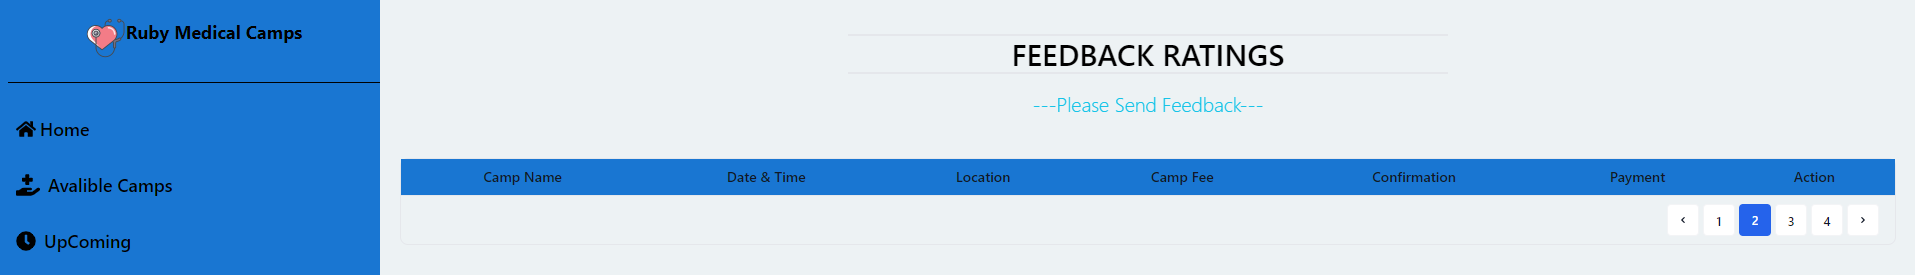 Ruby Medical Camps
Home
Avalible Camps
UpComing
FEEDBACK RATINGS
---Please Send Feedback---
Camp Name Date & Time Location Camp Fee Confirmation Payment Action
‹ 1 2 3 4 ›